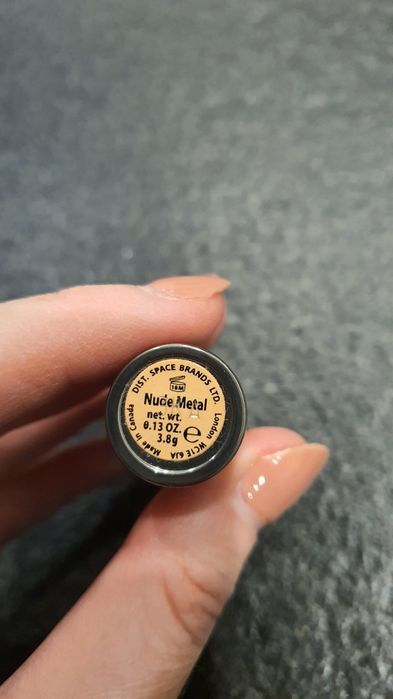 DIST. SPACE BRANDS LTD. London WC1E 6JA
18M
Nude Metal
net. wt.
0.13 OZ.
3.8g e
Made in Canada